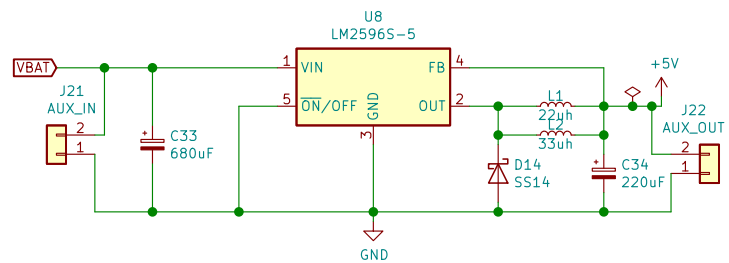 U8
LM2596S-5
VBAT
1
VIN
FB
4
+5V
J21
AUX_IN
2
1
C33
680uF
5
ON/OFF
GND
OUT
2
3
L1
22uh
L2
33uh
D14
SS14
C34
220uF
J22
AUX_OUT
2
1
GND